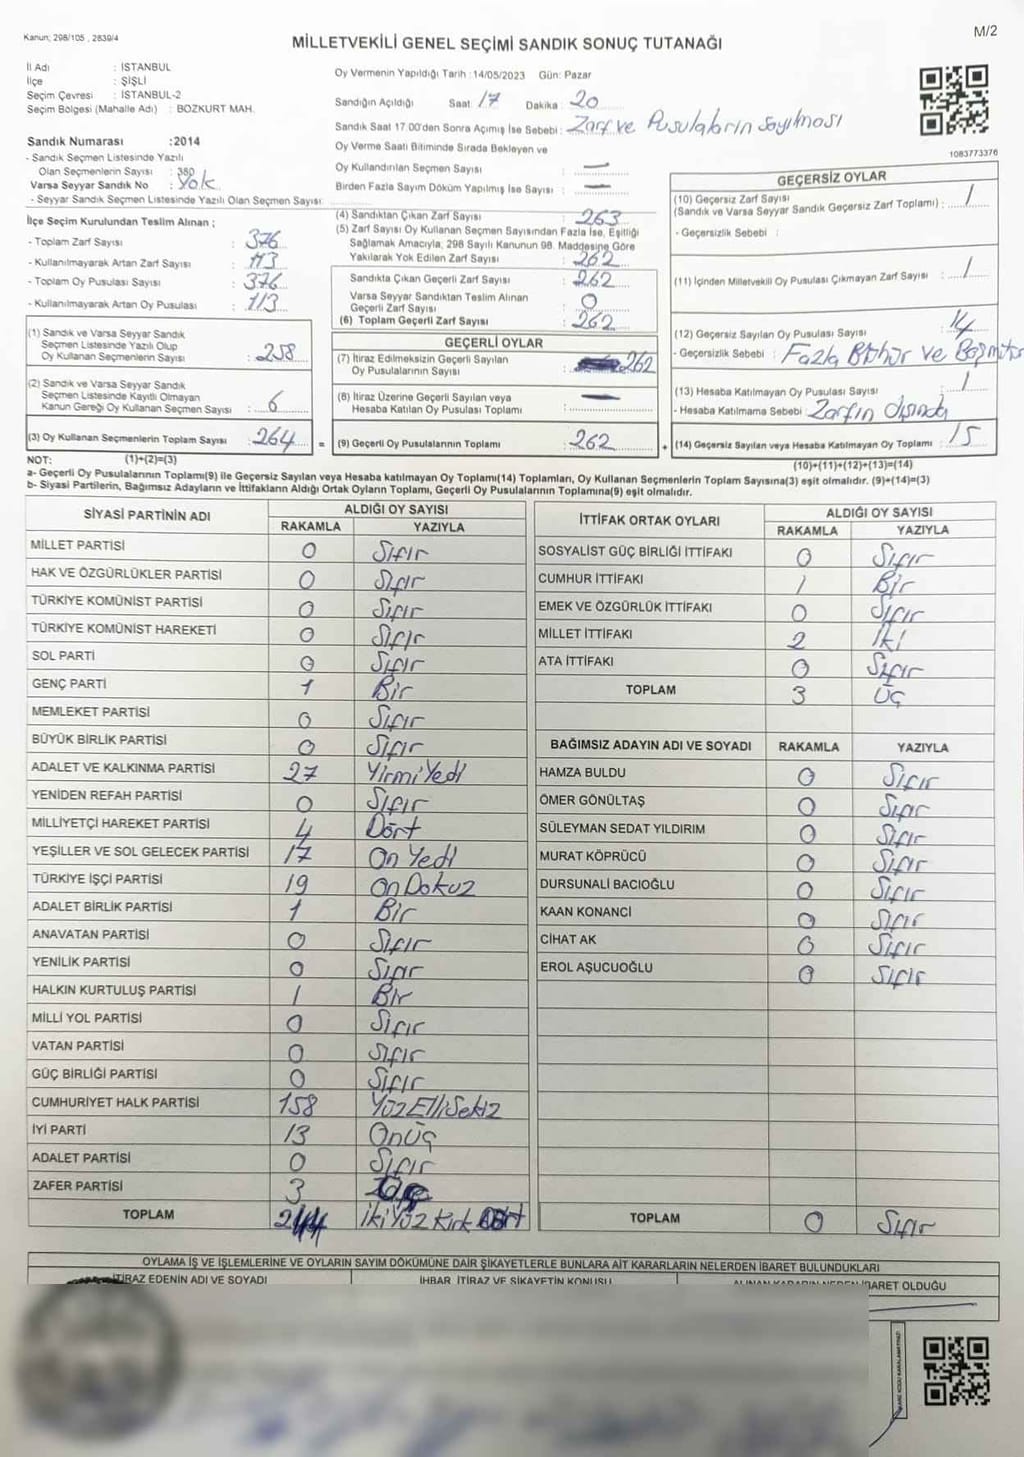 Kanun; 298/105 , 2839/4
M/2
MİLLETVEKİLİ GENEL SEÇİMİ SANDIK SONUÇ TUTANAĞI
İl Adı : İSTANBUL
İlçe : ŞİŞLİ
Seçim Çevresi : İSTANBUL-2
Seçim Bölgesi (Mahalle Adı) : BOZKURT MAH.
Oy Vermenin Yapıldığı Tarih : 14/05/2023 Gün: Pazar
Sandığın Açıldığı Saat: 17 Dakika : 20
Sandık Saat 17.00'den Sonra Açımış İse Sebebi : Zarf ve Pusulaların Sayılması
Oy Verme Saati Bitiminde Sırada Bekleyen ve
Oy Kullandırılan Seçmen Sayısı : —
Birden Fazla Sayım Döküm Yapılmış İse Sayısı : —
1083773376
Sandık Numarası :2014
- Sandık Seçmen Listesinde Yazılı
Olan Seçmenlerin Sayısı : 380
Varsa Seyyar Sandık No : Yok
- Seyyar Sandık Seçmen Listesinde Yazılı Olan Seçmen Sayısı:
İlçe Seçim Kurulundan Teslim Alınan ;
- Toplam Zarf Sayısı : 376
- Kullanılmayarak Artan Zarf Sayısı : 113
- Toplam Oy Pusulası Sayısı : 376
- Kullanılmayarak Artan Oy Pusulası : 113
(1) Sandık ve Varsa Seyyar Sandık
Seçmen Listesinde Yazılı Olup
Oy Kullanan Seçmenlerin Sayısı : 258
(2) Sandık ve Varsa Seyyar Sandık
Seçmen Listesinde Kayıtlı Olmayan
Kanun Gereği Oy Kullanan Seçmen Sayısı : 6
(3) Oy Kullanan Seçmenlerin Toplam Sayısı : 264 =
(4) Sandıktan Çıkan Zarf Sayısı : 263
(5) Zarf Sayısı Oy Kullanan Seçmen Sayısından Fazla İse, Eşitliği
Sağlamak Amacıyla, 298 Sayılı Kanunun 98. Maddesine Göre
Yakılarak Yok Edilen Zarf Sayısı : 262
Sandıkta Çıkan Geçerli Zarf Sayısı : 262
Varsa Seyyar Sandıktan Teslim Alınan
Geçerli Zarf Sayısı : 0
(6) Toplam Geçerli Zarf Sayısı : 262
GEÇERLİ OYLAR
(7) İtiraz Edilmeksizin Geçerli Sayılan
Oy Pusulalarının Sayısı : 262
(8) İtiraz Üzerine Geçerli Sayılan veya
Hesaba Katılan Oy Pusulası Toplamı : —
(9) Geçerli Oy Pusulalarının Toplamı : 262 +
GEÇERSİZ OYLAR
(10) Geçersiz Zarf Sayısı
(Sandık ve Varsa Seyyar Sandık Geçersiz Zarf Toplamı) : 1
- Geçersizlik Sebebi :
(11) İçinden Milletvekili Oy Pusulası Çıkmayan Zarf Sayısı : 1
(12) Geçersiz Sayılan Oy Pusulası Sayısı : 14
- Geçersizlik Sebebi : Fazla Mühür ve
(13) Hesaba Katılmayan Oy Pusulası Sayısı : 1
- Hesaba Katılmama Sebebi : Zarfın dışında
(14) Geçersiz Sayılan veya Hesaba Katılmayan Oy Toplamı : 15
NOT: (1)+(2)=(3) (10)+(11)+(12)+(13)=(14)
a- Geçerli Oy Pusulalarının Toplamı(9) ile Geçersiz Sayılan veya Hesaba katılmayan Oy Toplamı(14) Toplamları, Oy Kullanan Seçmenlerin Toplam Sayısına(3) eşit olmalıdır. (9)+(14)=(3)
b- Siyasi Partilerin, Bağımsız Adayların ve İttifakların Aldığı Ortak Oyların Toplamı, Geçerli Oy Pusulalarının Toplamına(9) eşit olmalıdır.
SİYASİ PARTİNİN ADI ALDIĞI OY SAYISI
RAKAMLA YAZIYLA
MİLLET PARTİSİ 0 Sıfır
HAK VE ÖZGÜRLÜKLER PARTİSİ 0 Sıfır
TÜRKİYE KOMÜNİST PARTİSİ 0 Sıfır
TÜRKİYE KOMÜNİST HAREKETİ 0 Sıfır
SOL PARTİ 0 Sıfır
GENÇ PARTİ 1 Bir
MEMLEKET PARTİSİ 0 Sıfır
BÜYÜK BİRLİK PARTİSİ 0 Sıfır
ADALET VE KALKINMA PARTİSİ 27 Yirmi Yedi
YENİDEN REFAH PARTİSİ 0 Sıfır
MİLLİYETÇİ HAREKET PARTİSİ 4 Dört
YEŞİLLER VE SOL GELECEK PARTİSİ 17 On Yedi
TÜRKİYE İŞÇİ PARTİSİ 19 On Dokuz
ADALET BİRLİK PARTİSİ 1 Bir
ANAVATAN PARTİSİ 0 Sıfır
YENİLİK PARTİSİ 0 Sıfır
HALKIN KURTULUŞ PARTİSİ 1 Bir
MİLLİ YOL PARTİSİ 0 Sıfır
VATAN PARTİSİ 0 Sıfır
GÜÇ BİRLİĞİ PARTİSİ 0 Sıfır
CUMHURİYET HALK PARTİSİ 158 Yüz Elli Sekiz
İYİ PARTİ 13 Onüç
ADALET PARTİSİ 0 Sıfır
ZAFER PARTİSİ 3
TOPLAM 244 İki Yüz Kırk Dört
İTTİFAK ORTAK OYLARI ALDIĞI OY SAYISI
RAKAMLA YAZIYLA
SOSYALİST GÜÇ BİRLİĞİ İTTİFAKI 0 Sıfır
CUMHUR İTTİFAKI 1 Bir
EMEK VE ÖZGÜRLÜK İTTİFAKI 0 Sıfır
MİLLET İTTİFAKI 2 İki
ATA İTTİFAKI 0 Sıfır
TOPLAM 3 Üç
BAĞIMSIZ ADAYIN ADI VE SOYADI RAKAMLA YAZIYLA
HAMZA BULDU 0 Sıfır
ÖMER GÖNÜLTAŞ 0 Sıfır
SÜLEYMAN SEDAT YILDIRIM 0 Sıfır
MURAT KÖPRÜCÜ 0 Sıfır
DURSUNALİ BACIOĞLU 0 Sıfır
KAAN KONANCİ 0 Sıfır
CİHAT AK 0 Sıfır
EROL AŞUCUOĞLU 0 Sıfır
TOPLAM 0 Sıfır
OYLAMA İŞ VE İŞLEMLERİNE VE OYLARIN SAYIM DÖKÜMÜNE DAİR ŞİKAYETLERLE BUNLARA AİT KARARLARIN NELERDEN İBARET BULUNDUKLARI
İTİRAZ EDENİN ADI VE SOYADI İHBAR, İTİRAZ VE ŞİKAYETİN KONUSU ALINAN KARARIN NEDEN İBARET OLDUĞU